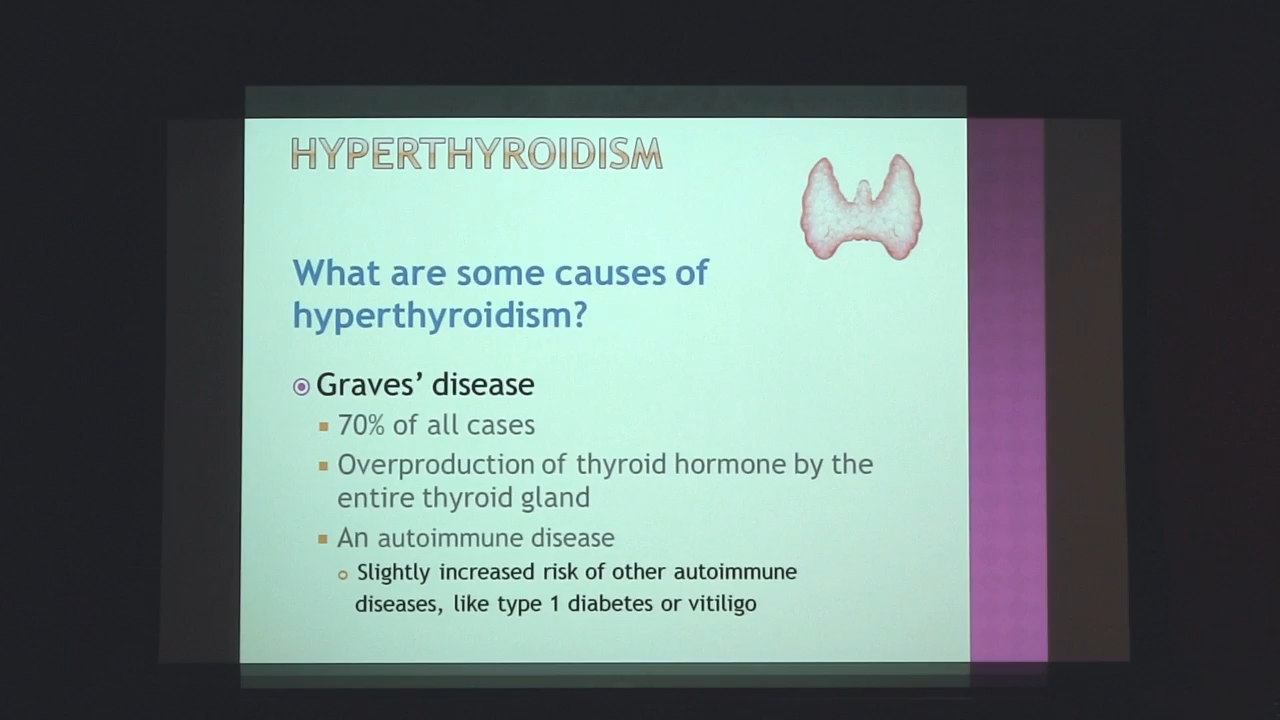 HYPERTHYROIDISM
What are some causes of
hyperthyroidism?
Graves’ disease
70% of all cases
Overproduction of thyroid hormone by the
entire thyroid gland
An autoimmune disease
Slightly increased risk of other autoimmune
diseases, like type 1 diabetes or vitiligo